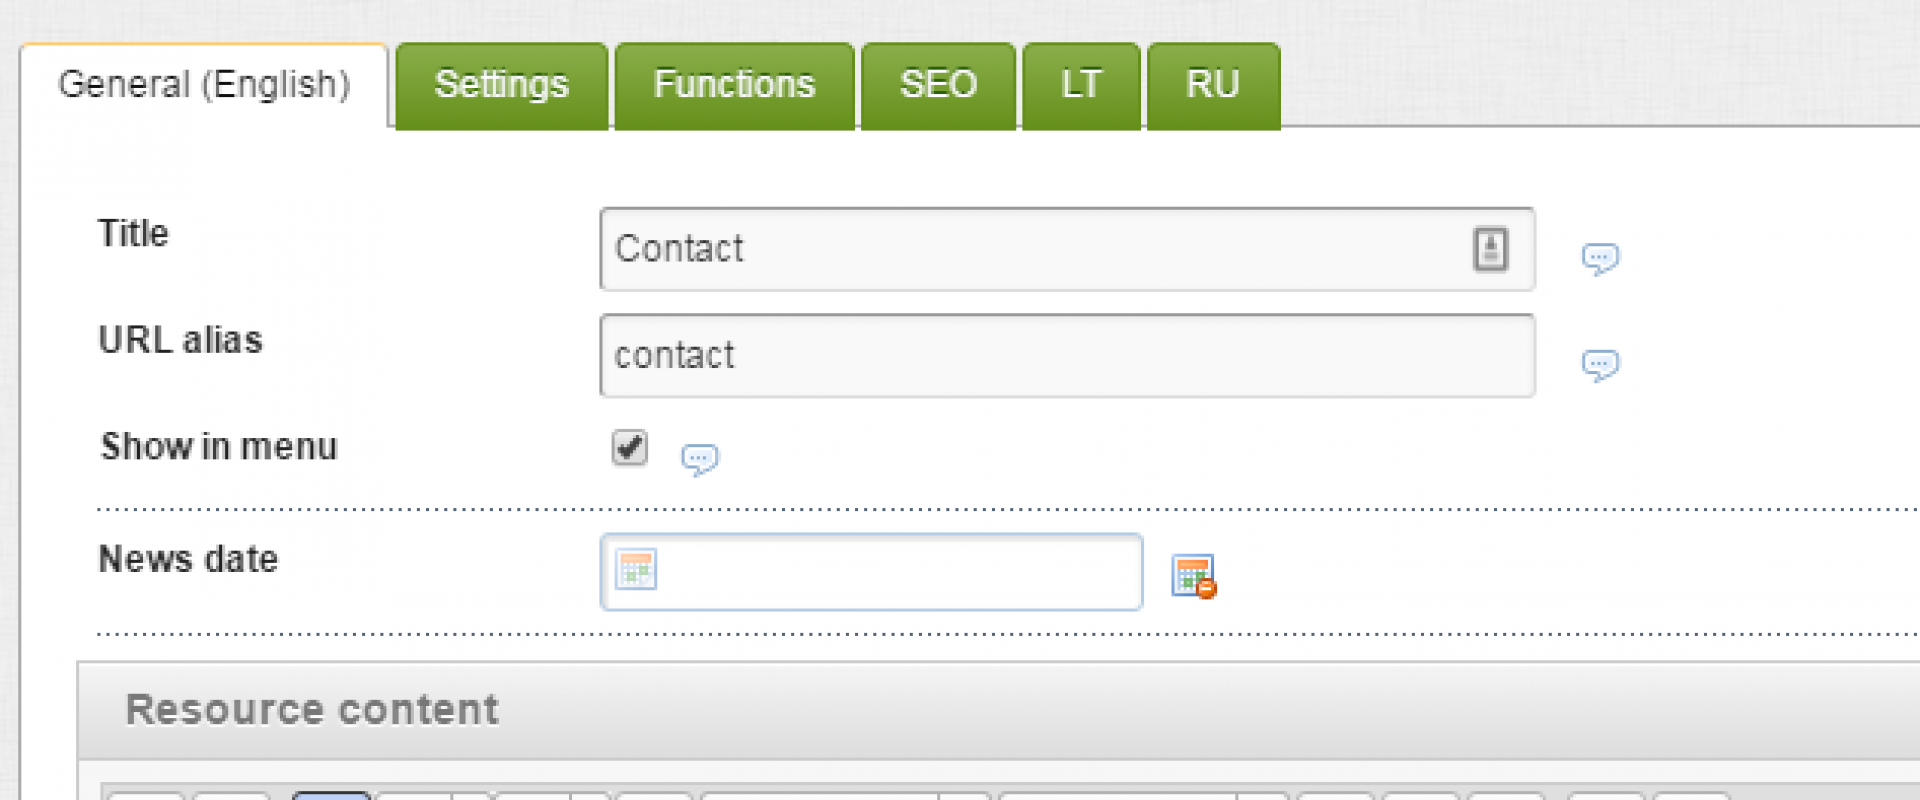 General (English) Settings Functions SEO LT RU
Title Contact
URL alias contact
Show in menu
News date
Resource content